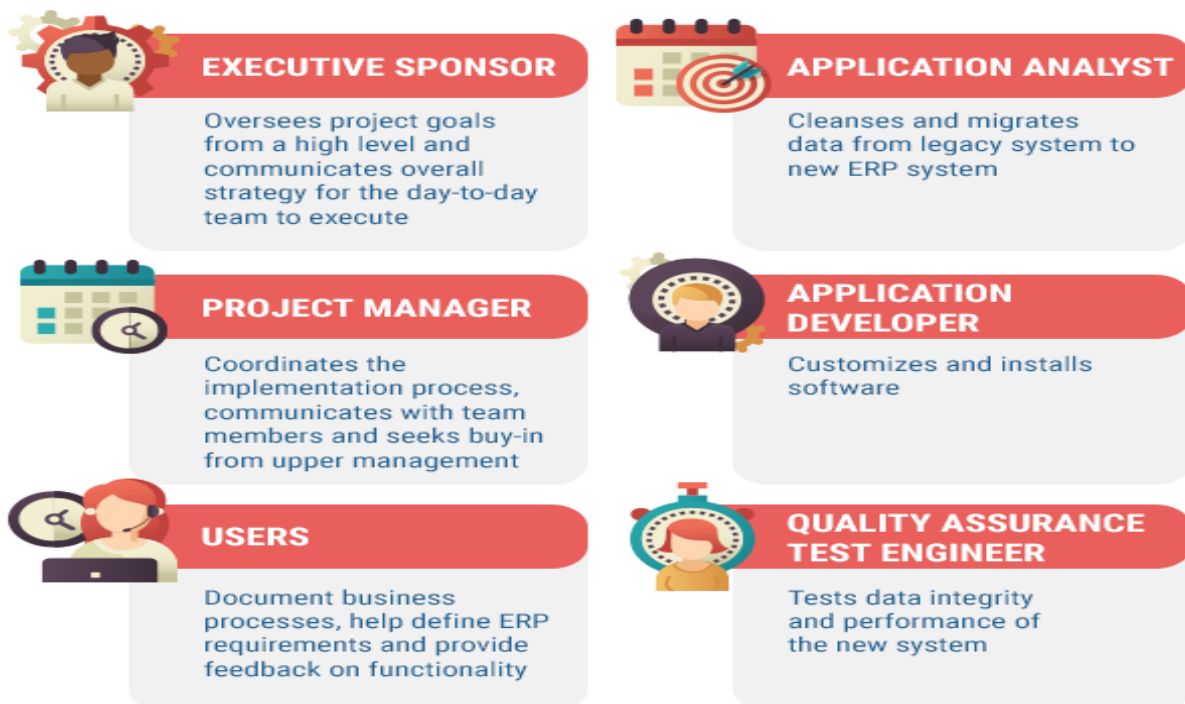 EXECUTIVE SPONSOR
Oversees project goals
from a high level and
communicates overall
strategy for the day-to-day
team to execute
APPLICATION ANALYST
Cleanses and migrates
data from legacy system to
new ERP system
PROJECT MANAGER
Coordinates the
implementation process,
communicates with team
members and seeks buy-in
from upper management
APPLICATION
DEVELOPER
Customizes and installs
software
USERS
Document business
processes, help define ERP
requirements and provide
feedback on functionality
QUALITY ASSURANCE
TEST ENGINEER
Tests data integrity
and performance of
the new system